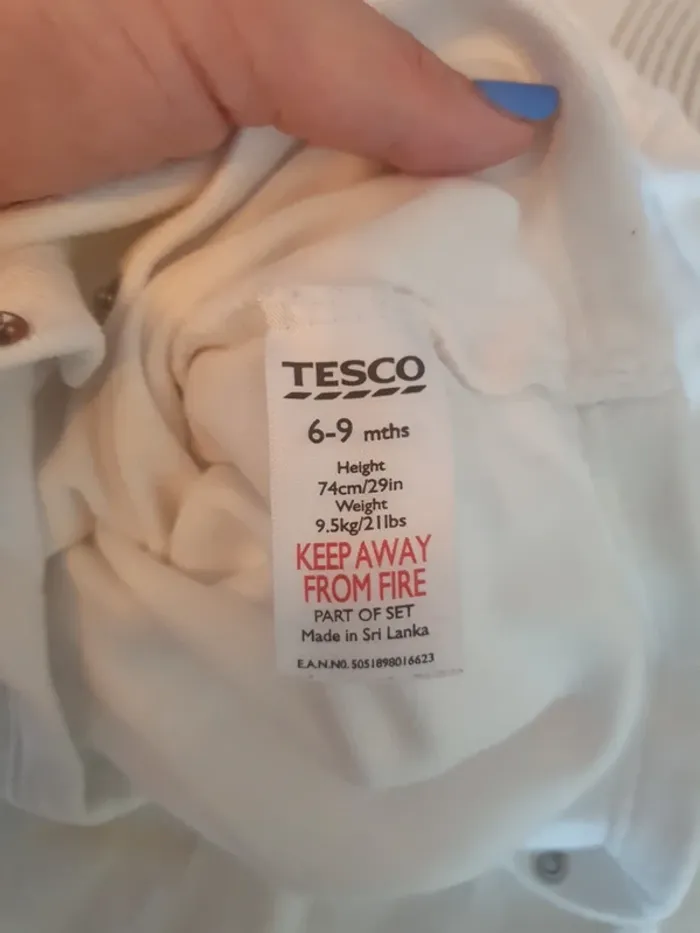 TESCO
6-9 mths
Height
74cm/29in
Weight
9.5kg/21lbs
KEEP AWAY
FROM FIRE
PART OF SET
Made in Sri Lanka
E.A.N.NO. 5051898016623